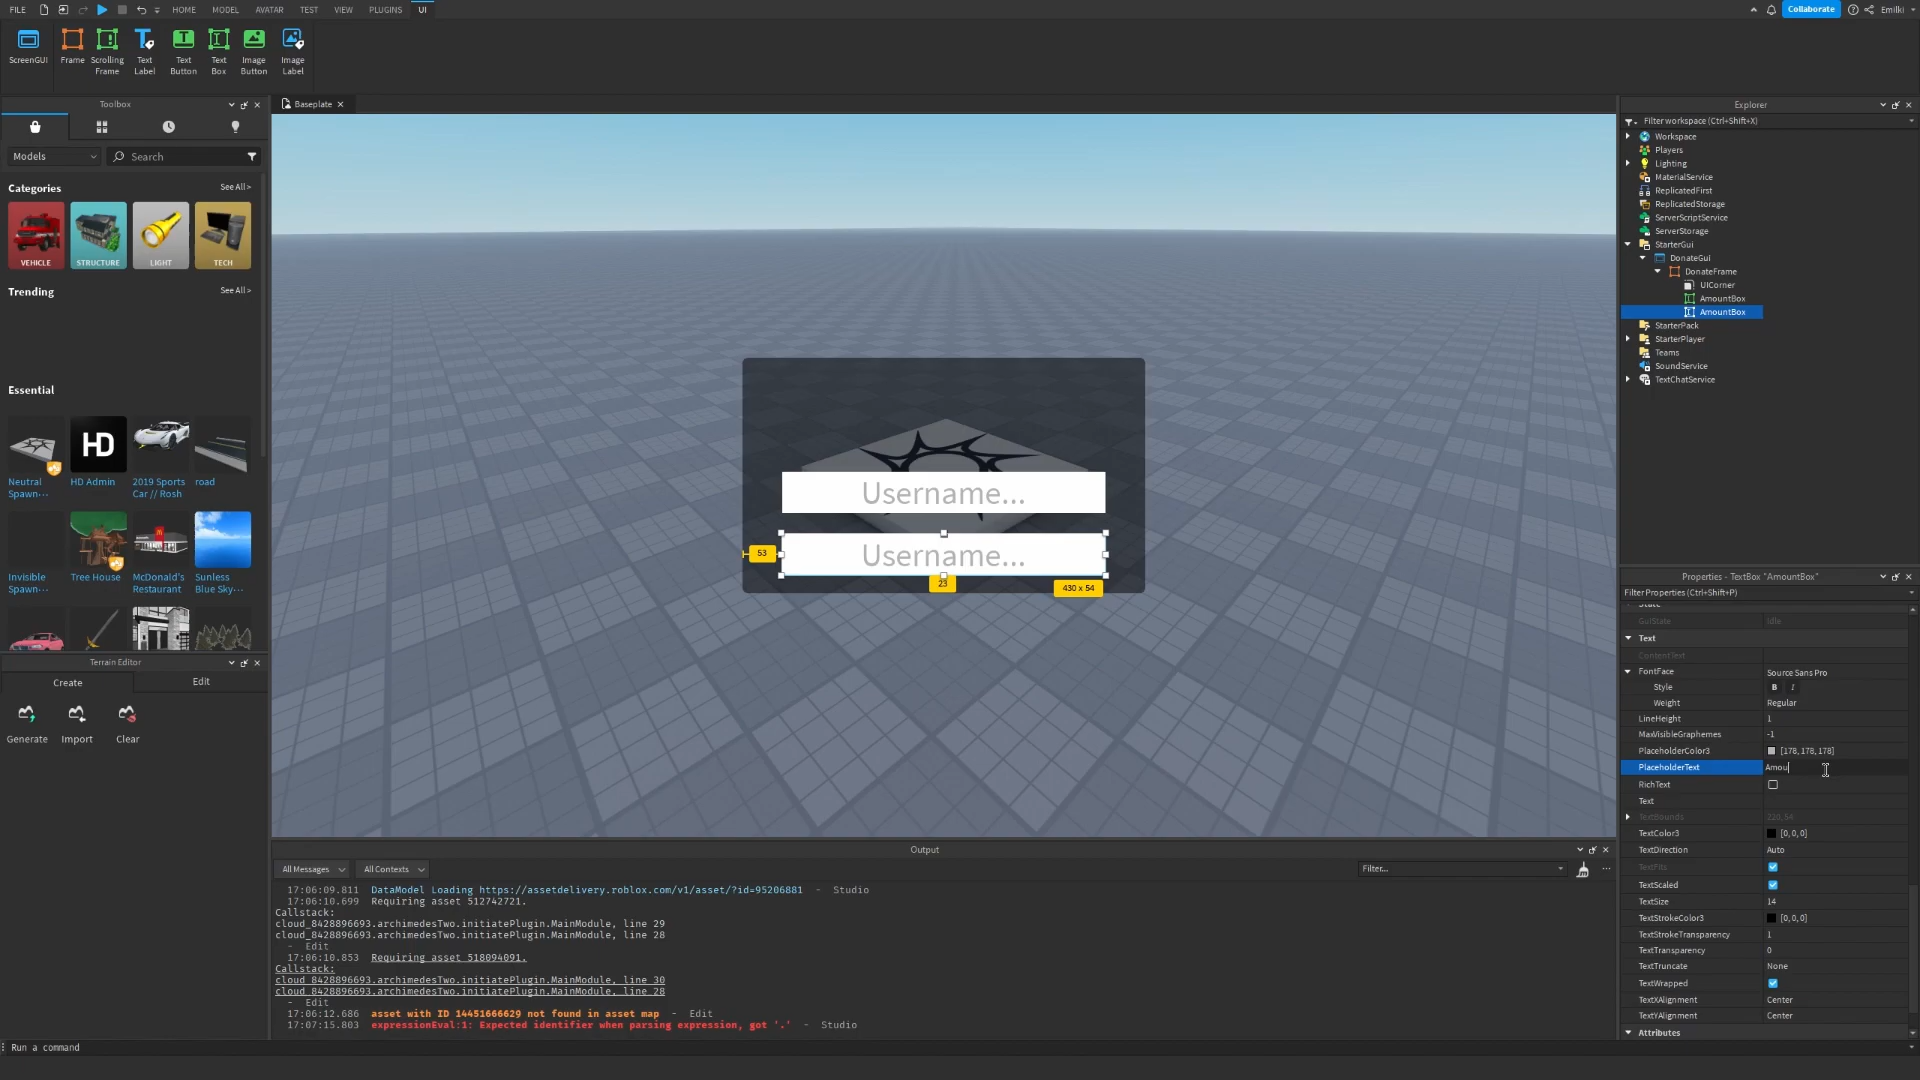 FILE
HOME
MODEL
AVATAR
TEST
VIEW
PLUGINS
UI
Collaborate
Emilki
ScreenGUI
Frame
Scrolling
Frame
Text
Label
Text
Button
Text
Box
Image
Button
Image
Label
Toolbox
Baseplate
Explorer
Models
Search
Filter workspace (Ctrl+Shift+X)
Categories
See All >
VEHICLE
STRUCTURE
LIGHT
TECH
Trending
See All >
Essential
HD
Neutral
Spawn...
HD Admin
2019 Sports
Car // Rosh
road
Invisible
Spawn...
Tree House
McDonald's
Restaurant
Sunless
Blue Sky...
Terrain Editor
Create
Edit
Generate
Import
Clear
Username...
Username...
53
23
430 x 54
Workspace
Players
Lighting
MaterialService
ReplicatedFirst
ReplicatedStorage
ServerScriptService
ServerStorage
StarterGui
DonateGui
DonateFrame
UICorner
AmountBox
AmountBox
StarterPack
StarterPlayer
Teams
SoundService
TextChatService
Properties - TextBox "AmountBox"
Filter Properties (Ctrl+Shift+P)
State
GuiState Idle
Text
ContentText
FontFace Source Sans Pro
Style B I
Weight Regular
LineHeight 1
MaxVisibleGraphemes -1
PlaceholderColor3 [178, 178, 178]
PlaceholderText Amou
RichText
Text
TextBounds 220, 54
TextColor3 [0, 0, 0]
TextDirection Auto
TextFits
TextScaled
TextSize 14
TextStrokeColor3 [0, 0, 0]
TextStrokeTransparency 1
TextTransparency 0
TextTruncate None
TextWrapped
TextXAlignment Center
TextYAlignment Center
Attributes
Output
All Messages
All Contexts
Filter...
17:06:09.811 DataModel Loading https://assetdelivery.roblox.com/v1/asset/?id=95206881 - Studio
17:06:10.699 Requiring asset 512742721.
Callstack:
cloud_8428896693.archimedesTwo.initiatePlugin.MainModule, line 29
cloud_8428896693.archimedesTwo.initiatePlugin.MainModule, line 28
- Edit
17:06:10.853 Requiring asset 518094091.
Callstack:
cloud_8428896693.archimedesTwo.initiatePlugin.MainModule, line 30
cloud_8428896693.archimedesTwo.initiatePlugin.MainModule, line 28
- Edit
17:06:12.686 asset with ID 14451666629 not found in asset map - Edit
17:07:15.803 expressionEval:1: Expected identifier when parsing expression, got '.' - Studio
Run a command